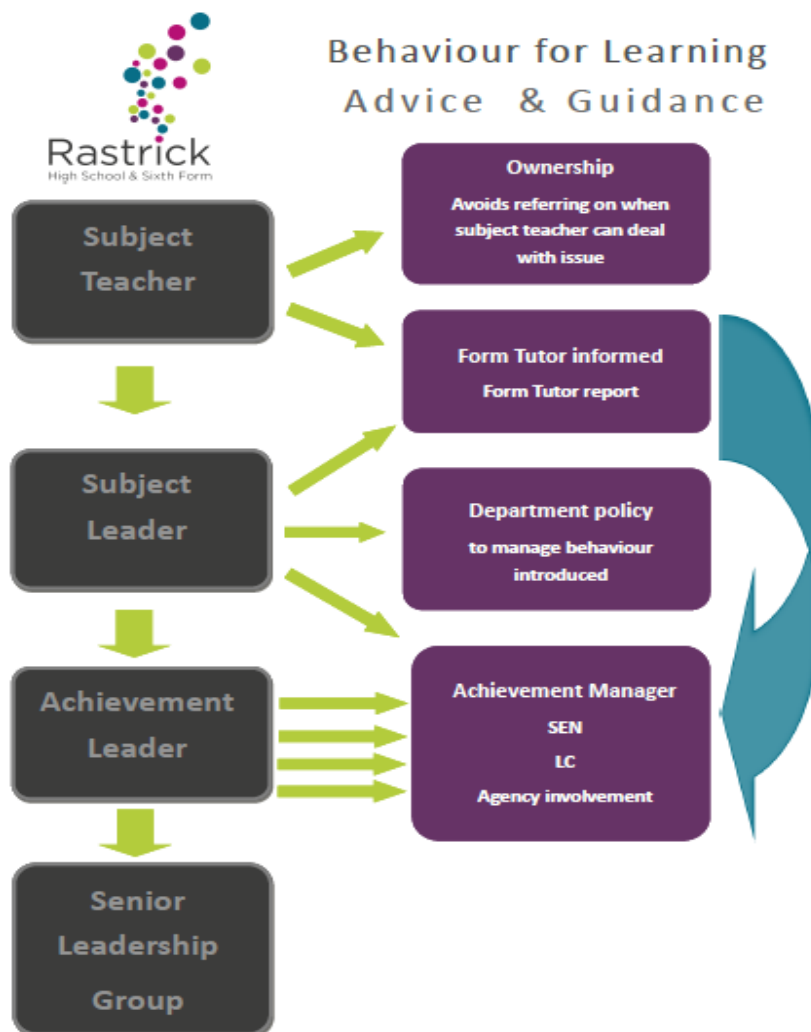 Rastrick
High School & Sixth Form
Behaviour for Learning
Advice & Guidance
Subject
Teacher
Ownership
Avoids referring on when
subject teacher can deal
with issue
Form Tutor informed
Form Tutor report
Subject
Leader
Department policy
to manage behaviour
introduced
Achievement
Leader
Achievement Manager
SEN
LC
Agency involvement
Senior
Leadership
Group